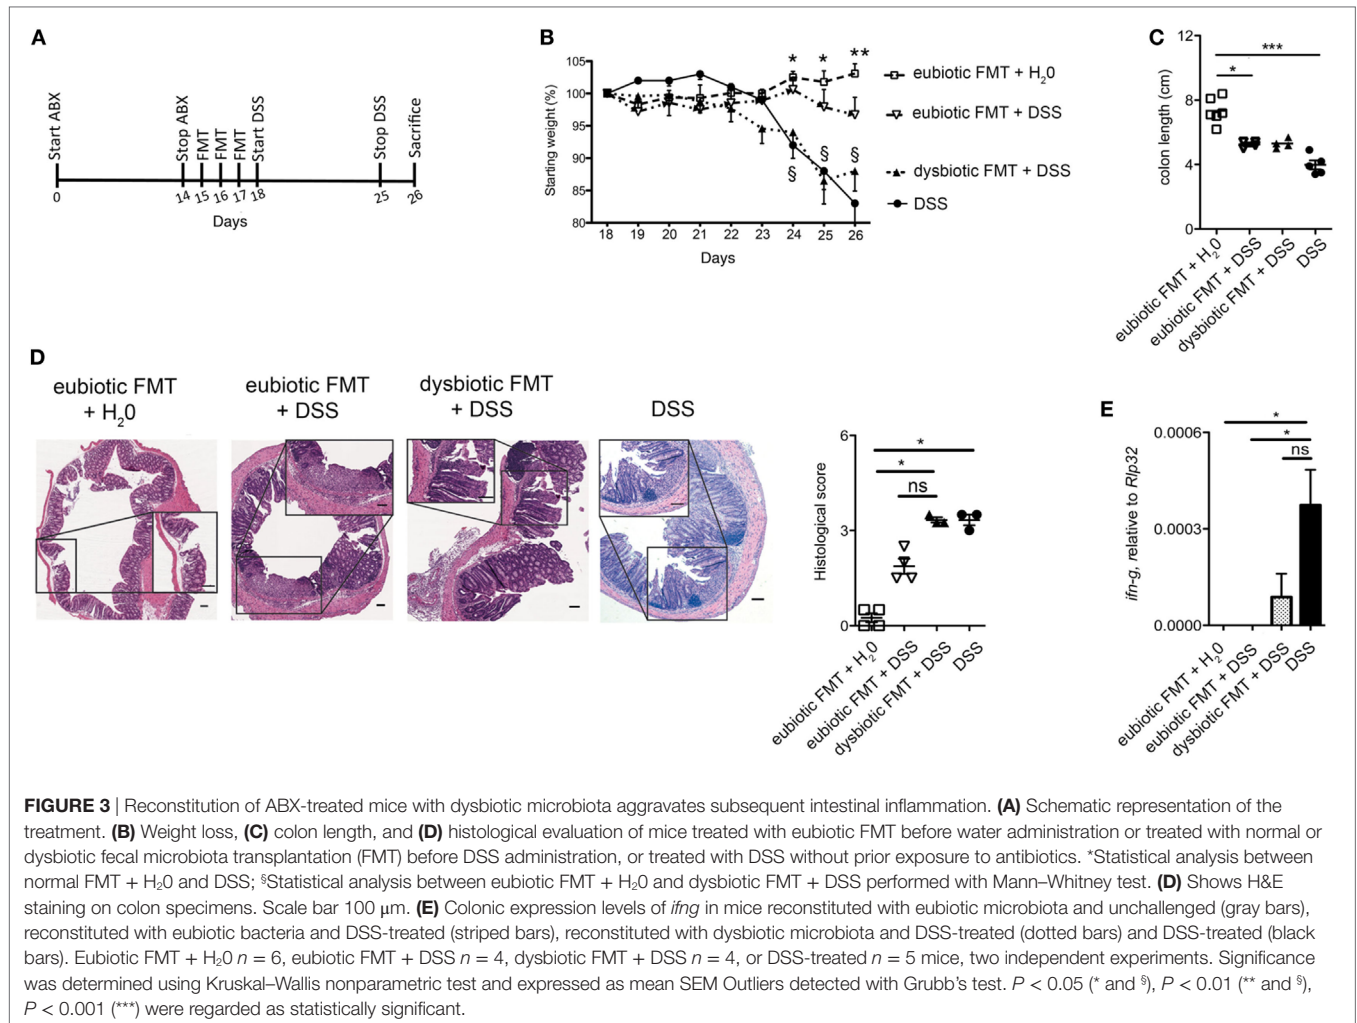 A
Start ABX
Stop ABX
FMT
FMT
FMT
Start DSS
Stop DSS
Sacrifice
0
14
15
16
17
18
25
26
Days
B
Starting weight (%)
105
100
95
90
85
80
18 19 20 21 22 23 24 25 26
Days
* * **
§ § §
eubiotic FMT + H₂0
eubiotic FMT + DSS
dysbiotic FMT + DSS
DSS
C
colon length (cm)
12
8
4
0
***
*
eubiotic FMT + H₂0
eubiotic FMT + DSS
dysbiotic FMT + DSS
DSS
D
eubiotic FMT
+ H₂0
eubiotic FMT
+ DSS
dysbiotic FMT
+ DSS
DSS
Histological score
6
3
0
*
*
ns
eubiotic FMT + H₂0
eubiotic FMT + DSS
dysbiotic FMT + DSS
DSS
E
ifn-g, relative to Rlp32
0.0006
0.0003
0.0000
*
*
ns
eubiotic FMT + H₂0
eubiotic FMT + DSS
dysbiotic FMT + DSS
DSS
FIGURE 3 | Reconstitution of ABX-treated mice with dysbiotic microbiota aggravates subsequent intestinal inflammation. (A) Schematic representation of the
treatment. (B) Weight loss, (C) colon length, and (D) histological evaluation of mice treated with eubiotic FMT before water administration or treated with normal or
dysbiotic fecal microbiota transplantation (FMT) before DSS administration, or treated with DSS without prior exposure to antibiotics. *Statistical analysis between
normal FMT + H₂0 and DSS; §Statistical analysis between eubiotic FMT + H₂0 and dysbiotic FMT + DSS performed with Mann–Whitney test. (D) Shows H&E
staining on colon specimens. Scale bar 100 μm. (E) Colonic expression levels of ifng in mice reconstituted with eubiotic microbiota and unchallenged (gray bars),
reconstituted with eubiotic bacteria and DSS-treated (striped bars), reconstituted with dysbiotic microbiota and DSS-treated (dotted bars) and DSS-treated (black
bars). Eubiotic FMT + H₂0 n = 6, eubiotic FMT + DSS n = 4, dysbiotic FMT + DSS n = 4, or DSS-treated n = 5 mice, two independent experiments. Significance
was determined using Kruskal–Wallis nonparametric test and expressed as mean SEM Outliers detected with Grubb’s test. P < 0.05 (* and §), P < 0.01 (** and §),
P < 0.001 (***) were regarded as statistically significant.